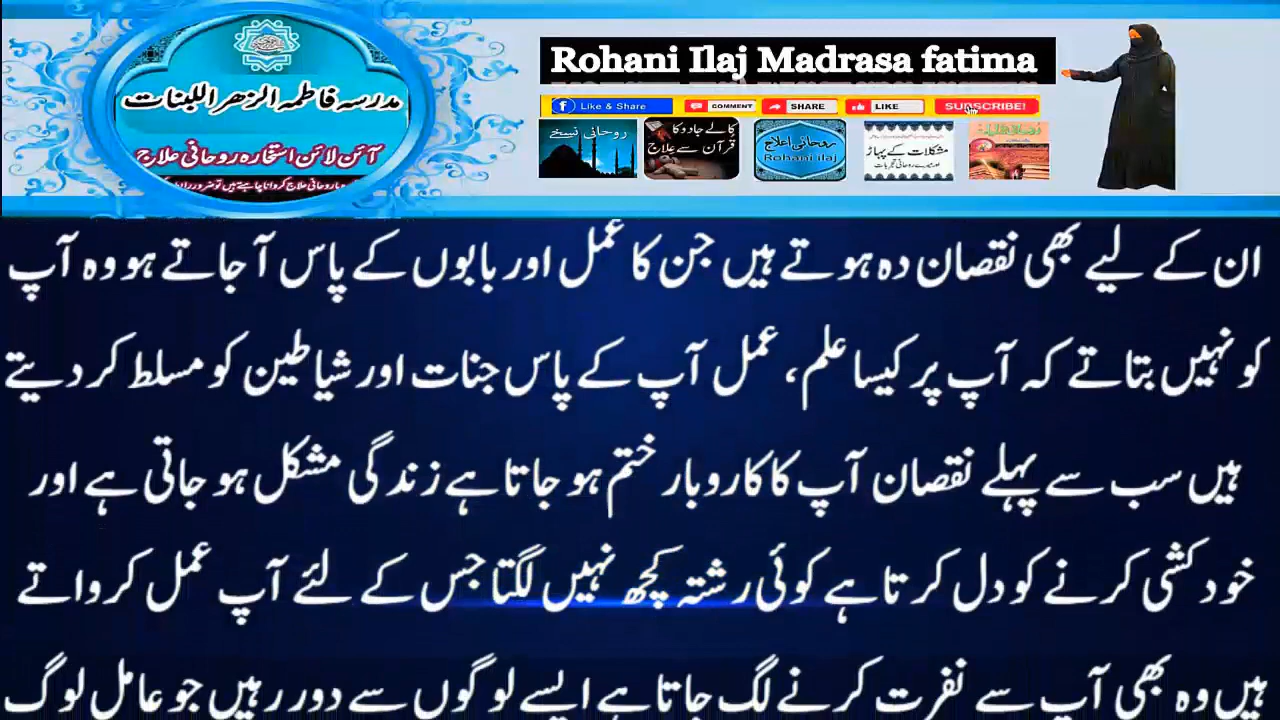 مدرسہ فاطمہ الزھرا للبنات
آئن لائن استخارہ روحانی علاج
Rohani Ilaj Madrasa fatima
Like & Share
COMMENT
SHARE
LIKE
SUBSCRIBE!
روحانی نسخے
کالے جادو کا
قرآن سے علاج
روحانی علاج
Rohani Ilaj
مشکلات کے پہاڑ
ان کے لیے بھی نقصان دہ ہوتے ہیں جن کا عمل اور بابوں کے پاس آ جاتے ہو وہ آپ
کو نہیں بتاتے کہ آپ پر کیسا علم، عمل آپ کے پاس جنات اور شیاطین کو مسلط کر دیتے
ہیں سب سے پہلے نقصان آپ کا کاروبار ختم ہو جاتا ہے زندگی مشکل ہو جاتی ہے اور
خود کشی کرنے کو دل کرتا ہے کوئی رشتہ کچھ نہیں لگتا جس کے لئے آپ عمل کرواتے
ہیں وہ بھی آپ سے نفرت کرنے لگ جاتا ہے ایسے لوگوں سے دور رہیں جو عامل لوگ